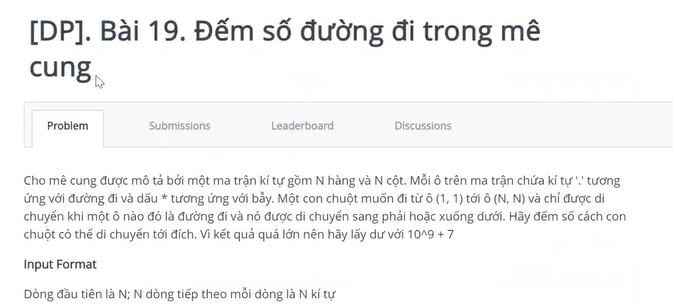 [DP]. Bài 19. Đếm số đường đi trong mê
cung
Problem
Submissions
Leaderboard
Discussions
Cho mê cung được mô tả bởi một ma trận kí tự gồm N hàng và N cột. Mỗi ô trên ma trận chứa kí tự '.' tương
ứng với đường đi và dấu * tương ứng với bẫy. Một con chuột muốn đi từ ô (1, 1) tới ô (N, N) và chỉ được di
chuyển khi một ô nào đó là đường đi và nó được di chuyển sang phải hoặc xuống dưới. Hãy đếm số cách con
chuột có thể di chuyển tới đích. Vì kết quả quá lớn nên hãy lấy dư với 10^9 + 7
Input Format
Dòng đầu tiên là N; N dòng tiếp theo mỗi dòng là N kí tự